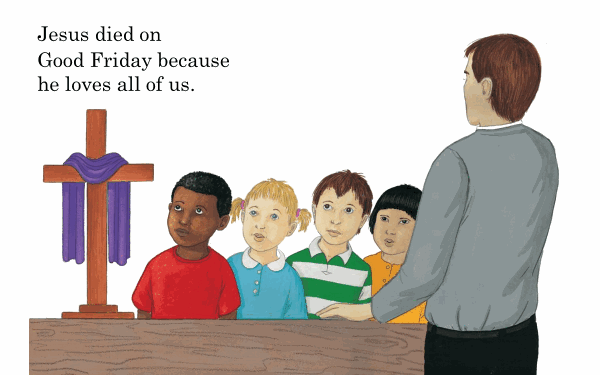 Jesus died on
Good Friday because
he loves all of us.